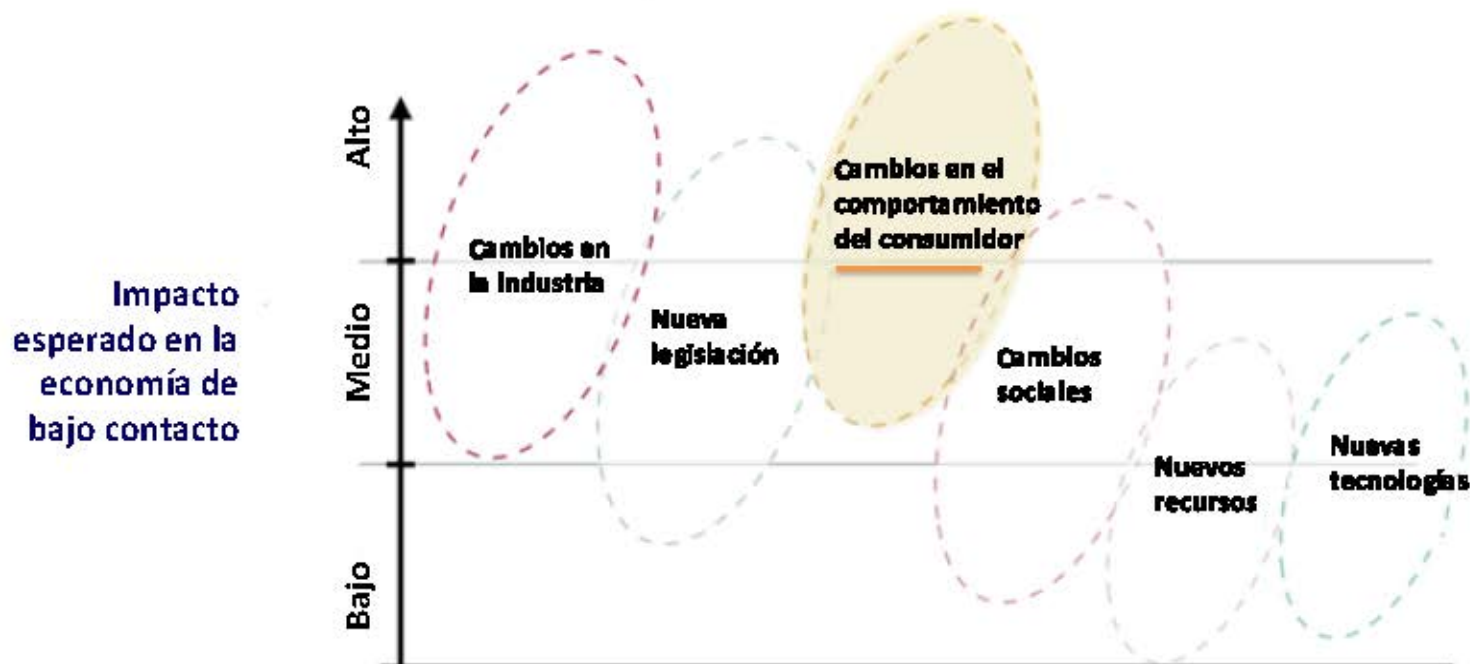 Alto
Medio
Bajo
Impacto
esperado en la
economía de
bajo contacto
Cambios en
la industria
Nueva
legislación
Cambios en el
comportamiento
del consumidor
Cambios
sociales
Nuevos
recursos
Nuevas
tecnologías